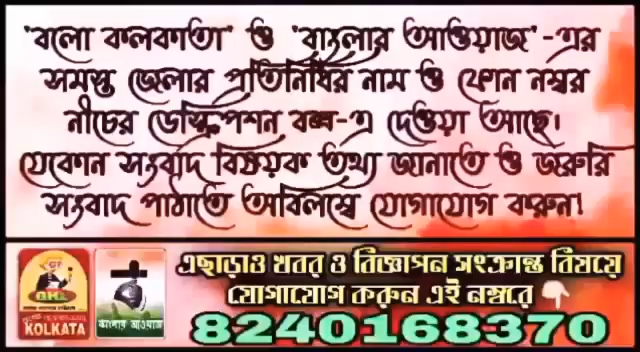 'বলো কলকাতা' ও 'বাংলার আওয়াজ'-এর
সমস্ত জেলার প্রতিনিধির নাম ও ফোন নম্বর
নীচের ডেস্ক্রিপশন বক্স-এ দেওয়া আছে।
যেকোন সংবাদ বিষয়ক তথ্য জানাতে ও জরুরি
সংবাদ পাঠাতে অবিলম্বে যোগাযোগ করুন!
এছাড়াও খবর ও বিজ্ঞাপন সংক্রান্ত বিষয়ে
যোগাযোগ করুন এই নম্বরে
8240168370
KOLKATA
বাংলার আওয়াজ